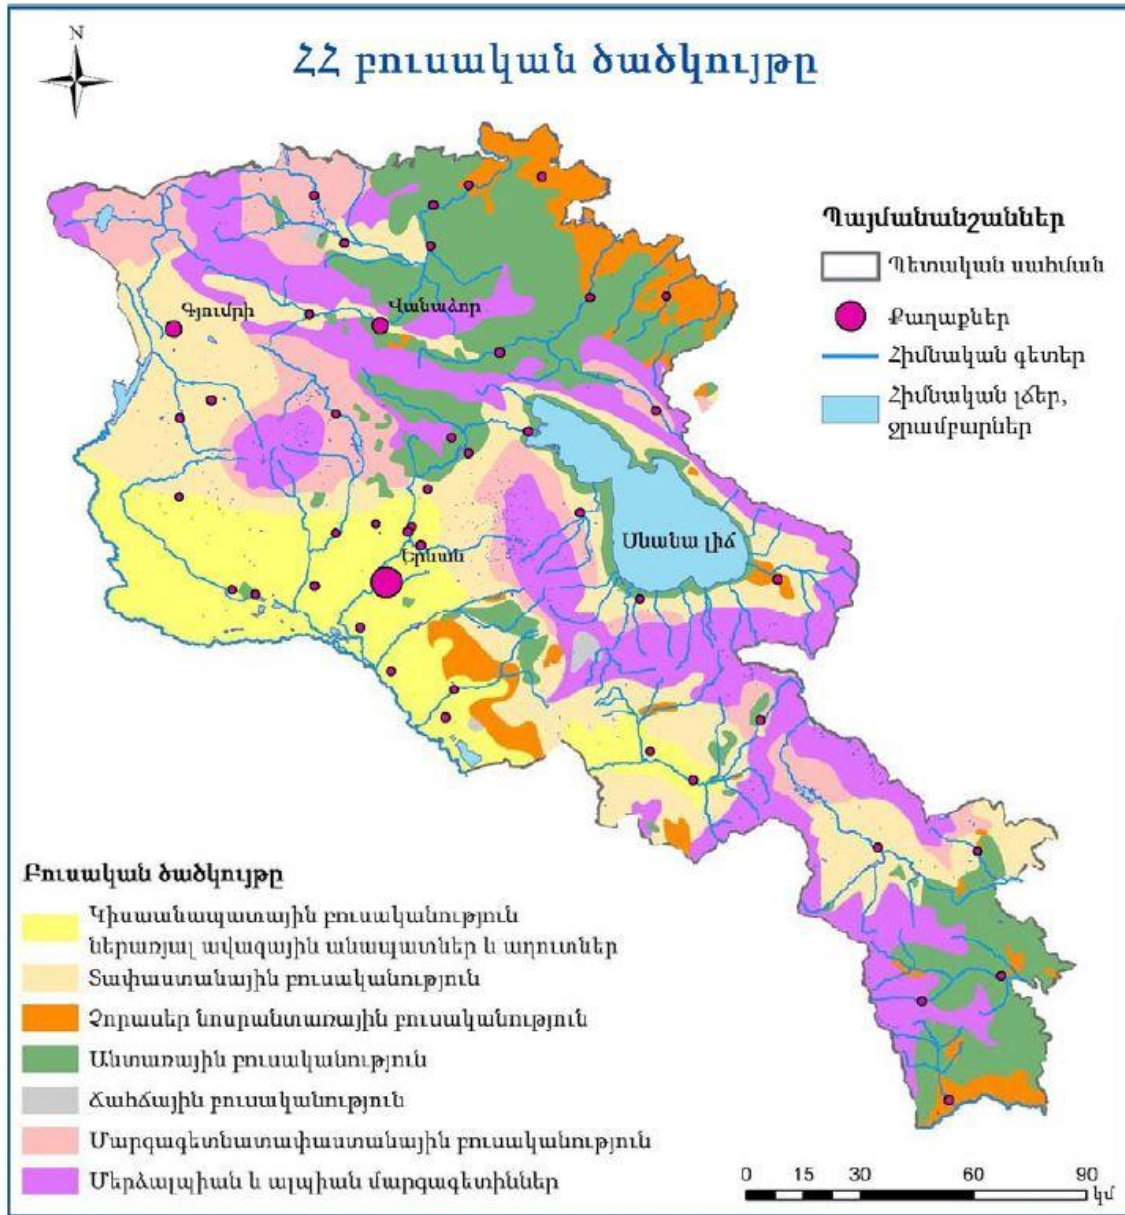 N
ՀՀ բուսական ծածկույթը
Պայմանանշաններ
Պետական սահման
Քաղաքներ
Հիմնական գետեր
Հիմնական լճեր,
ջրամբարներ
Գյումրի
Վանաձոր
Սևանա լիճ
Երևան
Բուսական ծածկույթը
Կիսաանապատային բուսականություն
ներառյալ ավազային անապատներ և աղուտներ
Տափաստանային բուսականություն
Չորասեր նոսրանտառային բուսականություն
Անտառային բուսականություն
Ճահճային բուսականություն
Մարգագետնատափաստանային բուսականություն
Մերձալպիան և ալպիան մարգագետիններ
0 15 30 60 90
կմ